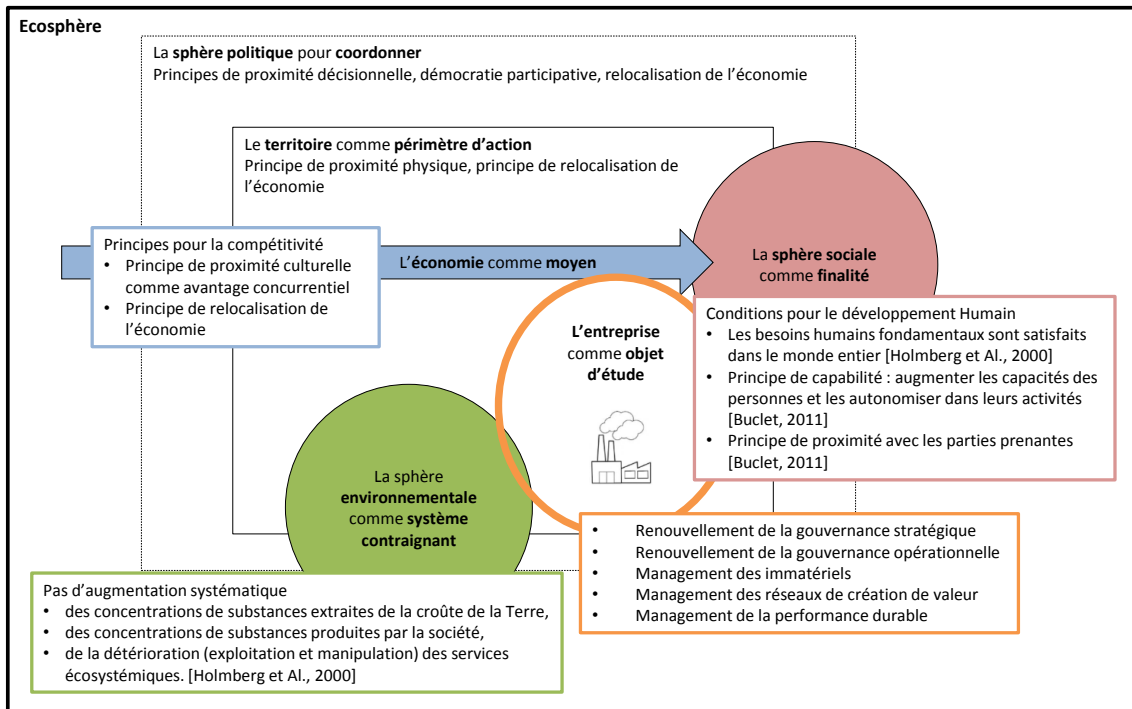 Ecosphère
La sphère politique pour coordonner
Principes de proximité décisionnelle, démocratie participative, relocalisation de l'économie
Le territoire comme périmètre d'action
Principe de proximité physique, principe de relocalisation de
l'économie
Principes pour la compétitivité
• Principe de proximité culturelle
comme avantage concurrentiel
• Principe de relocalisation de
l'économie
L'économie comme moyen
La sphère sociale
comme finalité
Conditions pour le développement Humain
• Les besoins humains fondamentaux sont satisfaits
dans le monde entier [Holmberg et Al., 2000]
• Principe de capabilité : augmenter les capacités des
personnes et les autonomiser dans leurs activités
[Buclet, 2011]
• Principe de proximité avec les parties prenantes
[Buclet, 2011]
L'entreprise
comme objet
d'étude
La sphère
environnementale
comme système
contraignant
• Renouvellement de la gouvernance stratégique
• Renouvellement de la gouvernance opérationnelle
• Management des immatériels
• Management des réseaux de création de valeur
• Management de la performance durable
Pas d'augmentation systématique
• des concentrations de substances extraites de la croûte de la Terre,
• des concentrations de substances produites par la société,
• de la détérioration (exploitation et manipulation) des services
écosystémiques. [Holmberg et Al., 2000]